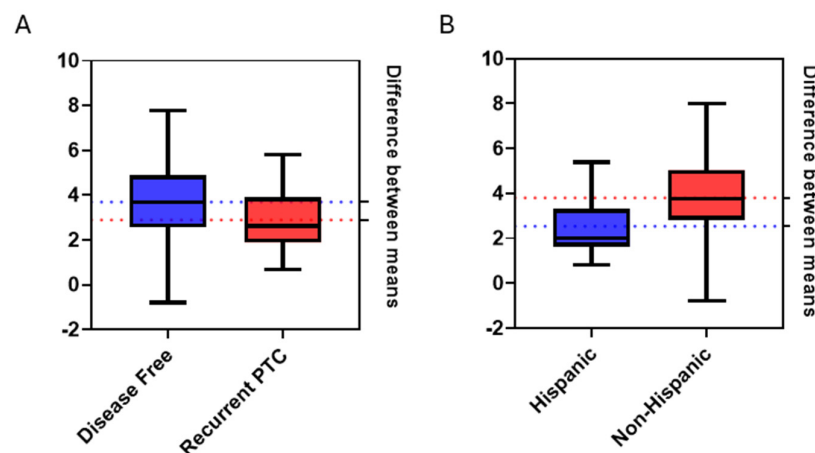 A
10
8
6
4
2
0
-2
Disease Free
Recurrent PTC
Difference between means
B
10
8
6
4
2
0
-2
Hispanic
Non-Hispanic
Difference between means